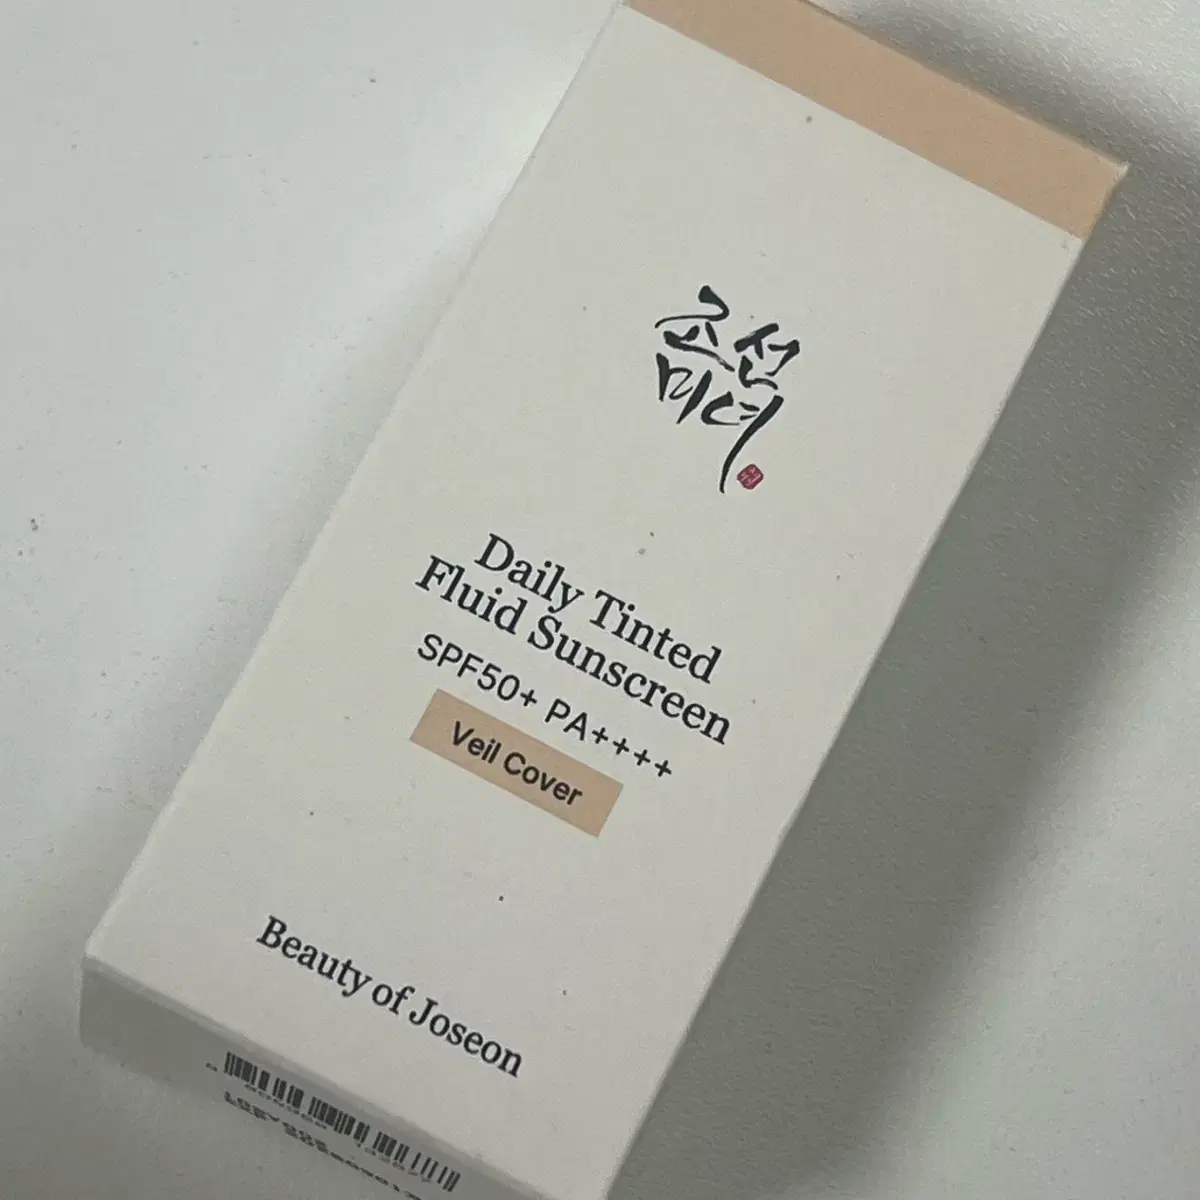 조선
미녀
Daily Tinted
Fluid Sunscreen
SPF50+ PA++++
Veil Cover
Beauty of Joseon